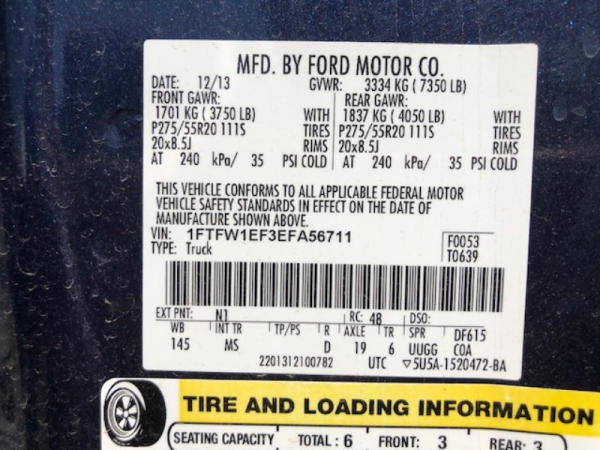 MFD. BY FORD MOTOR CO.
DATE: 12/13 GVWR: 3334 KG ( 7350 LB)
FRONT GAWR: REAR GAWR:
1701 KG ( 3750 LB) WITH 1837 KG ( 4050 LB) WITH
P275/55R20 111S TIRES P275/55R20 111S TIRES
20x8.5J RIMS 20x8.5J RIMS
AT 240 kPa/ 35 PSI COLD AT 240 kPa/ 35 PSI COLD
THIS VEHICLE CONFORMS TO ALL APPLICABLE FEDERAL MOTOR
VEHICLE SAFETY STANDARDS IN EFFECT ON THE DATE OF
MANUFACTURE SHOWN ABOVE.
VIN: 1FTFW1EF3EFA56711 F0053
TYPE: Truck T0639
EXT PNT: N1 RC: 48 DSO:
WB INT TR TP/PS R AXLE TR SPR DF615
145 MS D 19 6 UUGG COA
2201312100782 UTC ▽5U5A-1520472-BA
TIRE AND LOADING INFORMATION
SEATING CAPACITY TOTAL: 6 FRONT: 3 REAR: 3